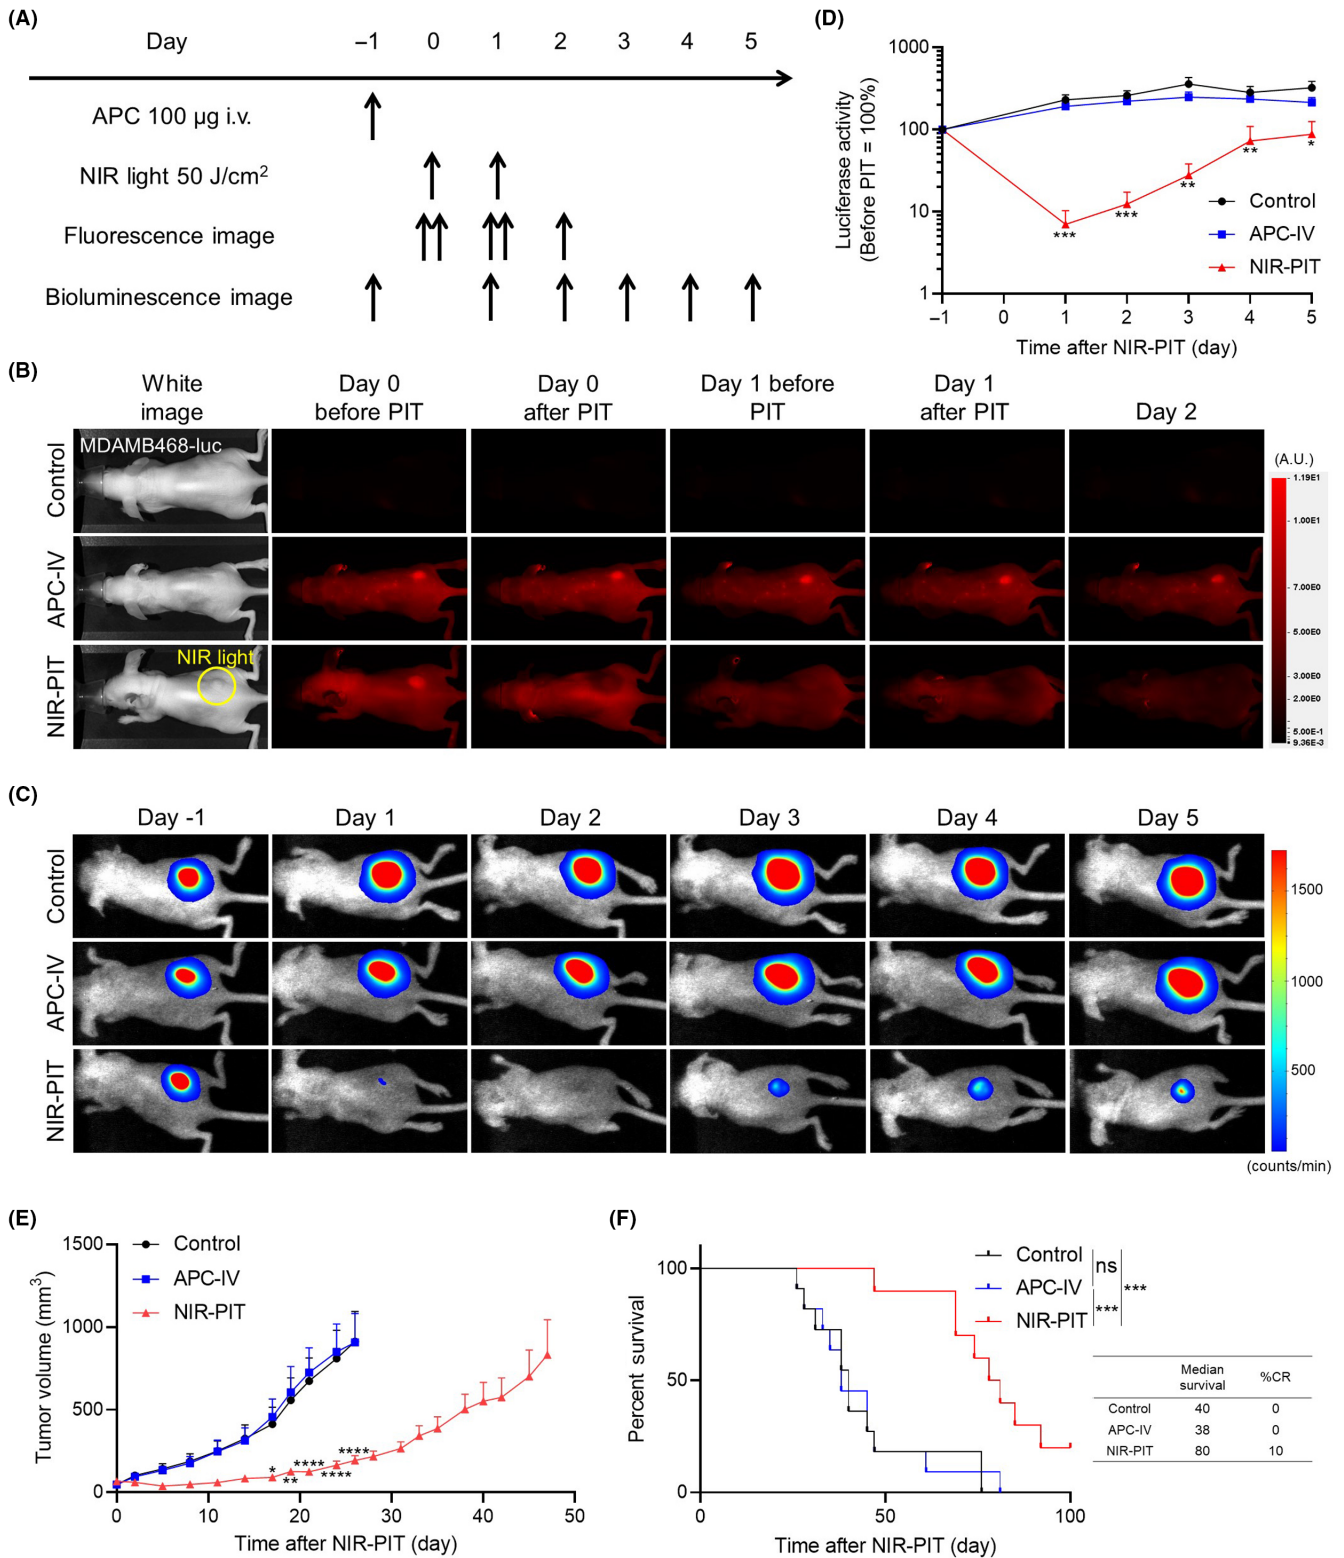 (A)
Day –1 0 1 2 3 4 5
APC 100 µg i.v.
NIR light 50 J/cm2
Fluorescence image
Bioluminescence image
(D)
Luciferase activity
(Before PIT = 100%)
1000
100
10
1
*** *** ** ** *
Control
APC-IV
NIR-PIT
–1 0 1 2 3 4 5
Time after NIR-PIT (day)
(B)
White image
Day 0 before PIT
Day 0 after PIT
Day 1 before PIT
Day 1 after PIT
Day 2
Control
MDAMB468-luc
APC-IV
NIR-PIT
NIR light
(A.U.)
1.19E1
1.00E1
7.00E0
5.00E0
3.00E0
2.00E0
5.00E-1
9.36E-3
(C)
Day -1 Day 1 Day 2 Day 3 Day 4 Day 5
Control
APC-IV
NIR-PIT
1500
1000
500
(counts/min)
(E)
Tumor volume (mm3)
1500
1000
500
0
Control
APC-IV
NIR-PIT
* ** **** **** ****
0 10 20 30 40 50
Time after NIR-PIT (day)
(F)
Percent survival
100
50
0
Control
APC-IV
NIR-PIT
ns
***
***
0 50 100
Time after NIR-PIT (day)
Median survival %CR
Control 40 0
APC-IV 38 0
NIR-PIT 80 10